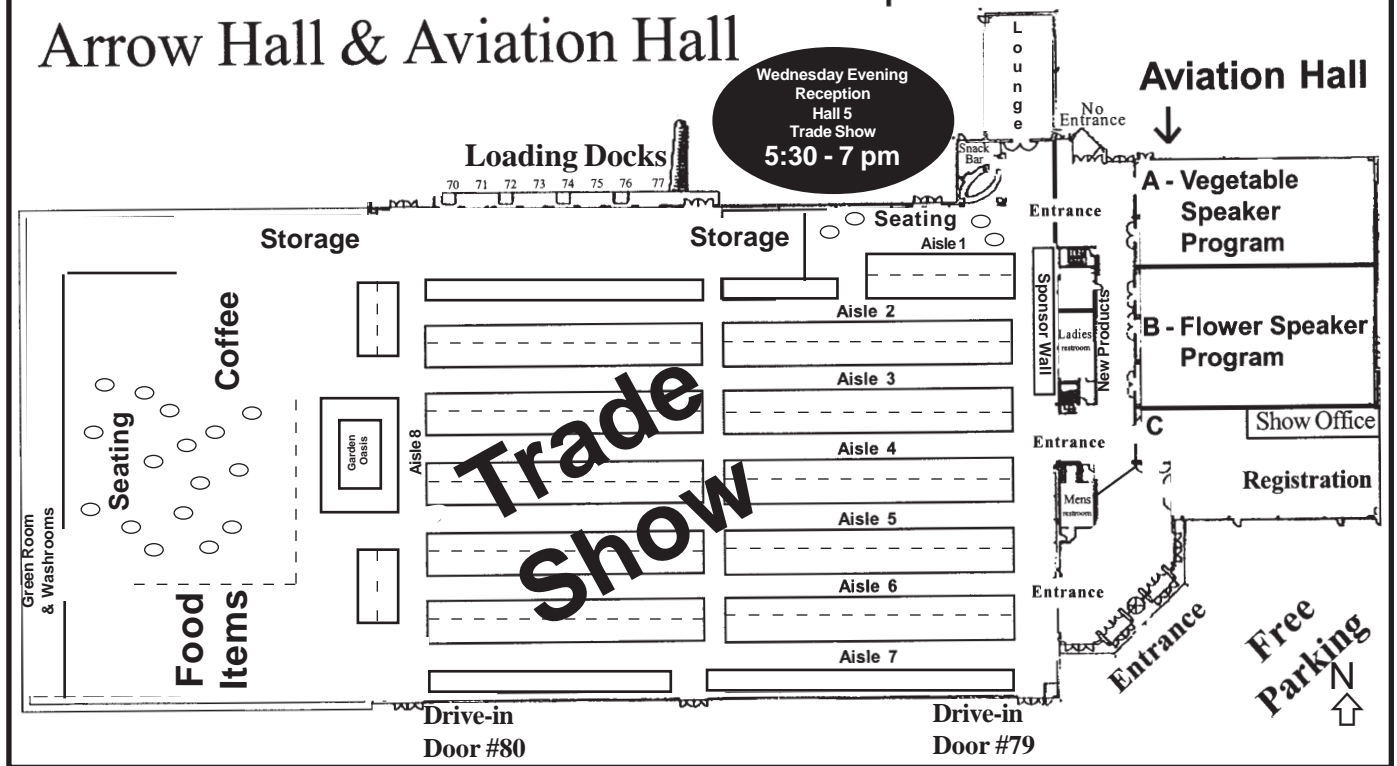 Arrow Hall & Aviation Hall
Wednesday Evening
Reception
Hall 5
Trade Show
5:30 - 7 pm
Lounge
No
Entrance
Aviation Hall
Loading Docks
70 71 72 73 74 75 76 77
Snack
Bar
A - Vegetable
Speaker
Program
Entrance
Storage
Storage
Seating
Aisle 1
Sponsor Wall
Ladies
restroom
New Products
B - Flower Speaker
Program
Aisle 2
Coffee
Seating
Aisle 3
Trade
Show
Garden
Oasis
Aisle 8
Aisle 4
Entrance
C
Show Office
Registration
Mens
restroom
Aisle 5
Green Room
& Washrooms
Food
Items
Aisle 6
Entrance
Aisle 7
Entrance
Free
Parking
N
Drive-in
Door #80
Drive-in
Door #79